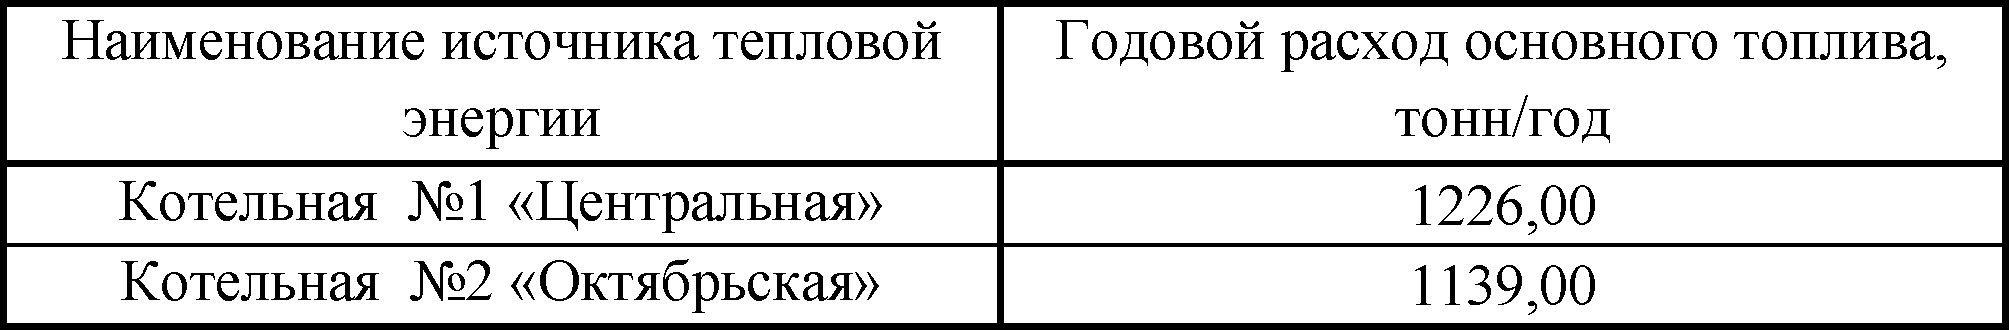 Наименование источника тепловой
энергии
Годовой расход основного топлива,
тонн/год
Котельная №1 «Центральная»
1226,00
Котельная №2 «Октябрьская»
1139,00